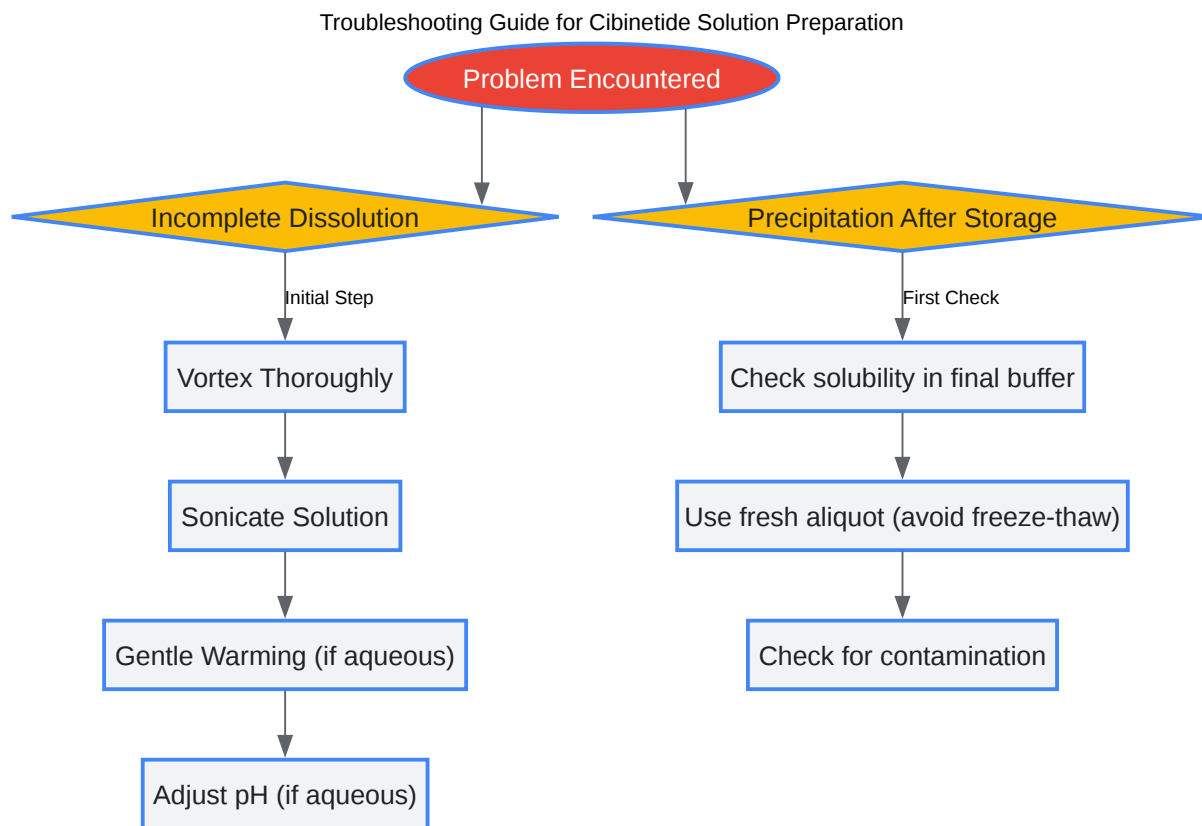 Troubleshooting Guide for Cibinetide Solution Preparation
Problem Encountered
Incomplete Dissolution
Precipitation After Storage
Initial Step
First Check
Vortex Thoroughly
Check solubility in final buffer
Sonicate Solution
Use fresh aliquot (avoid freeze-thaw)
Gentle Warming (if aqueous)
Check for contamination
Adjust pH (if aqueous)